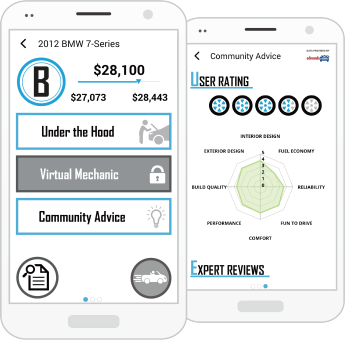 2012 BMW 7-Series
B
$28,100
$27,073
$28,443
Under the Hood
Virtual Mechanic
Community Advice
Community Advice
USER RATING
INTERIOR DESIGN
EXTERIOR DESIGN
FUEL ECONOMY
5
4
3
2
1
0
BUILD QUALITY
RELIABILITY
PERFORMANCE
FUN TO DRIVE
COMFORT
EXPERT REVIEWS